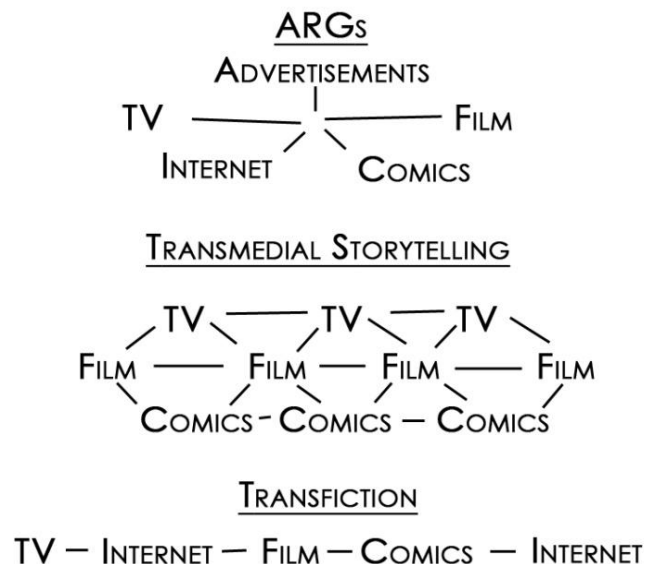 ARGs
ADVERTISEMENTS
TV FILM
INTERNET COMICS
TRANSMEDIAL STORYTELLING
TV TV TV
FILM FILM FILM FILM
COMICS COMICS COMICS
TRANSFICTION
TV – INTERNET – FILM – COMICS – INTERNET